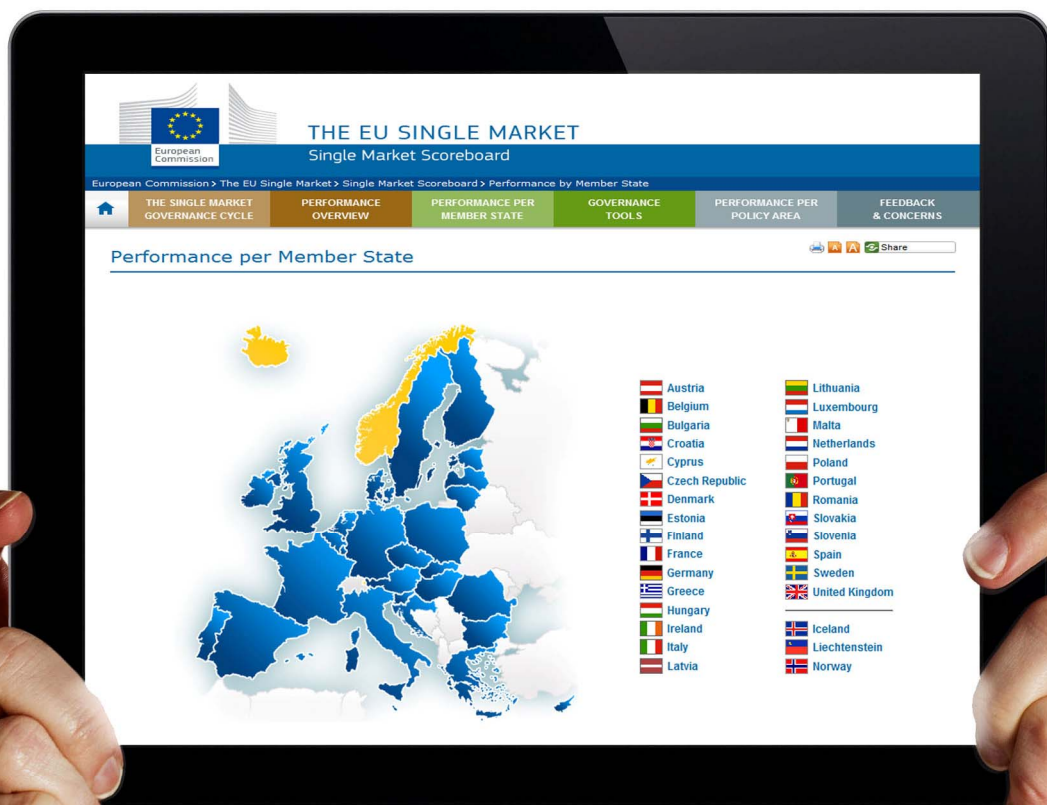 European
Commission
THE EU SINGLE MARKET
Single Market Scoreboard
European Commission > The EU Single Market > Single Market Scoreboard > Performance by Member State
THE SINGLE MARKET
GOVERNANCE CYCLE
PERFORMANCE
OVERVIEW
PERFORMANCE PER
MEMBER STATE
GOVERNANCE
TOOLS
PERFORMANCE PER
POLICY AREA
FEEDBACK
& CONCERNS
A
A
Share
Performance per Member State
Austria
Belgium
Bulgaria
Croatia
Cyprus
Czech Republic
Denmark
Estonia
Finland
France
Germany
Greece
Hungary
Ireland
Italy
Latvia
Lithuania
Luxembourg
Malta
Netherlands
Poland
Portugal
Romania
Slovakia
Slovenia
Spain
Sweden
United Kingdom
Iceland
Liechtenstein
Norway